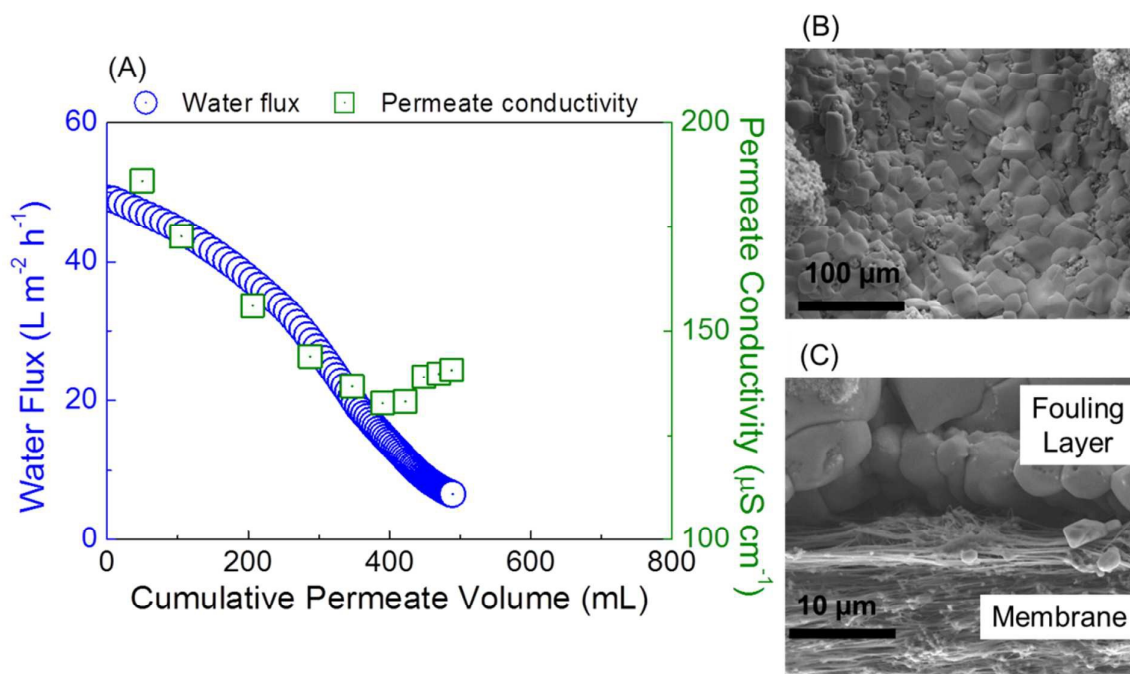 (A)
Water flux
Permeate conductivity
60
40
20
0
Water Flux (L m⁻² h⁻¹)
200
150
100
Permeate Conductivity (μS cm⁻¹)
0 200 400 600 800
Cumulative Permeate Volume (mL)
(B)
100 μm
(C)
Fouling
Layer
10 μm
Membrane